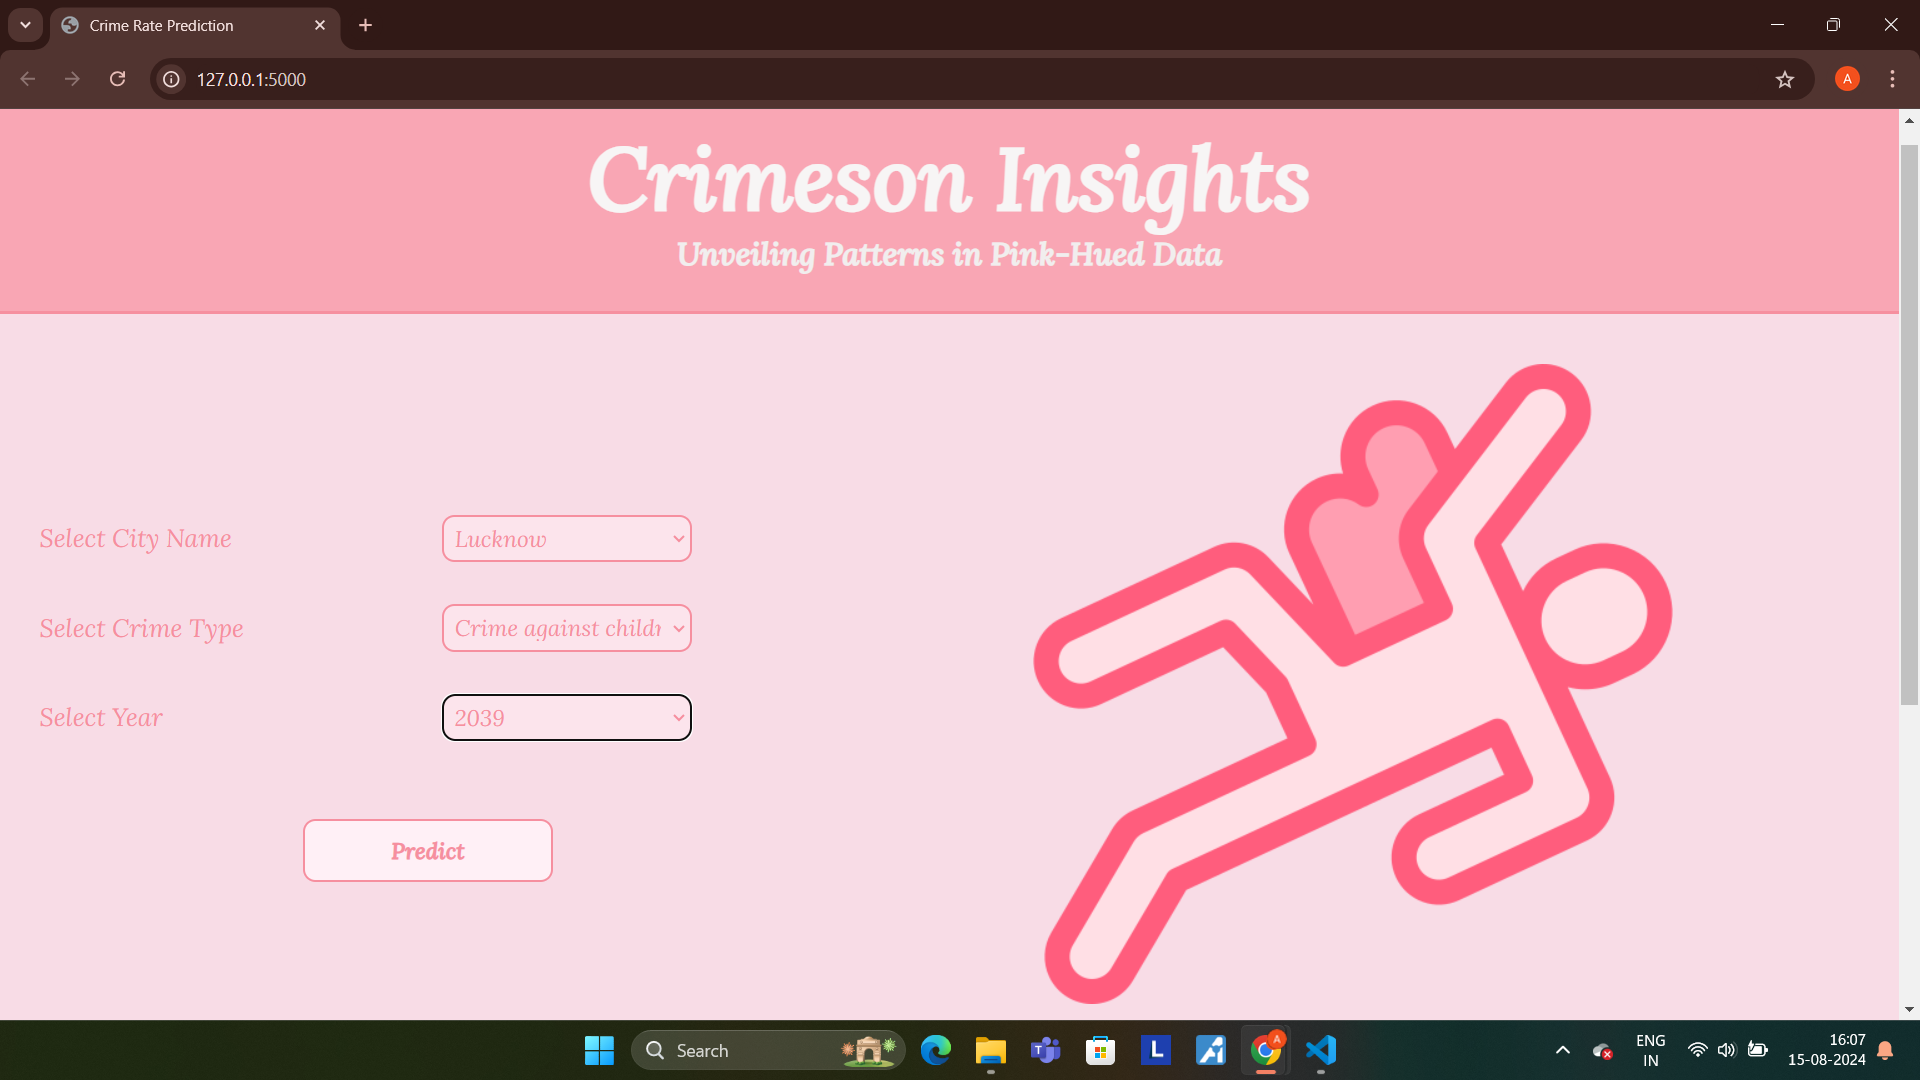 Crime Rate Prediction
127.0.0.1:5000
A
Crimeson Insights
Unveiling Patterns in Pink-Hued Data
Select City Name
Lucknow
Select Crime Type
Crime against childr
Select Year
2039
Predict
Search
T
L
A
ENG
IN
16:07
15-08-2024